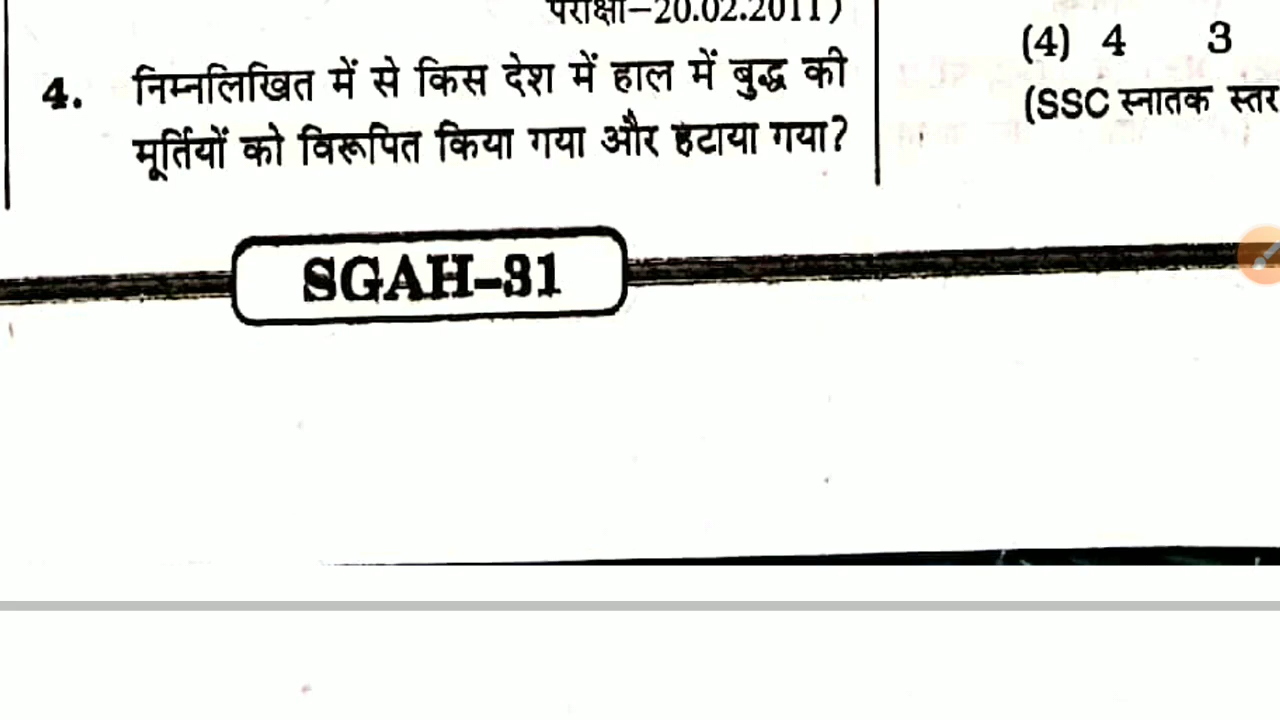 परीक्षा–20.02.2011)
4. निम्नलिखित में से किस देश में हाल में बुद्ध की
मूर्तियों को विरूपित किया गया और हटाया गया?
(4) 4 3
(SSC स्नातक स्तर
SGAH–31